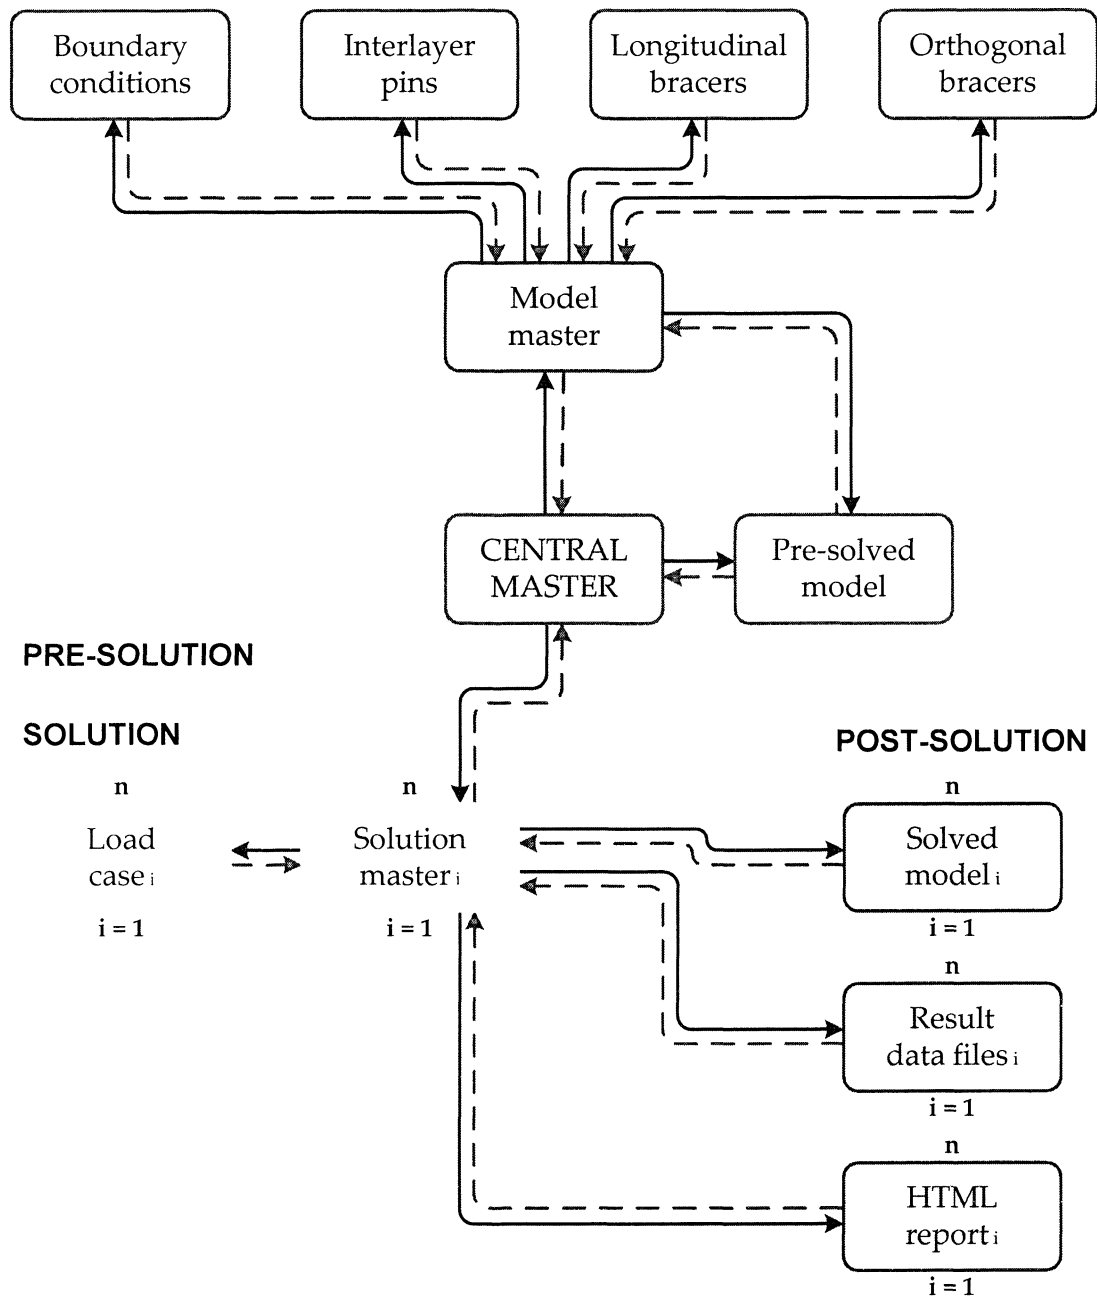 Boundary
conditions
Interlayer
pins
Longitudinal
bracers
Orthogonal
bracers
Model
master
CENTRAL
MASTER
Pre-solved
model
PRE-SOLUTION
SOLUTION
POST-SOLUTION
n
Load
case i
i = 1
n
Solution
master i
i = 1
n
Solved
model i
i = 1
n
Result
data files i
i = 1
n
HTML
report i
i = 1